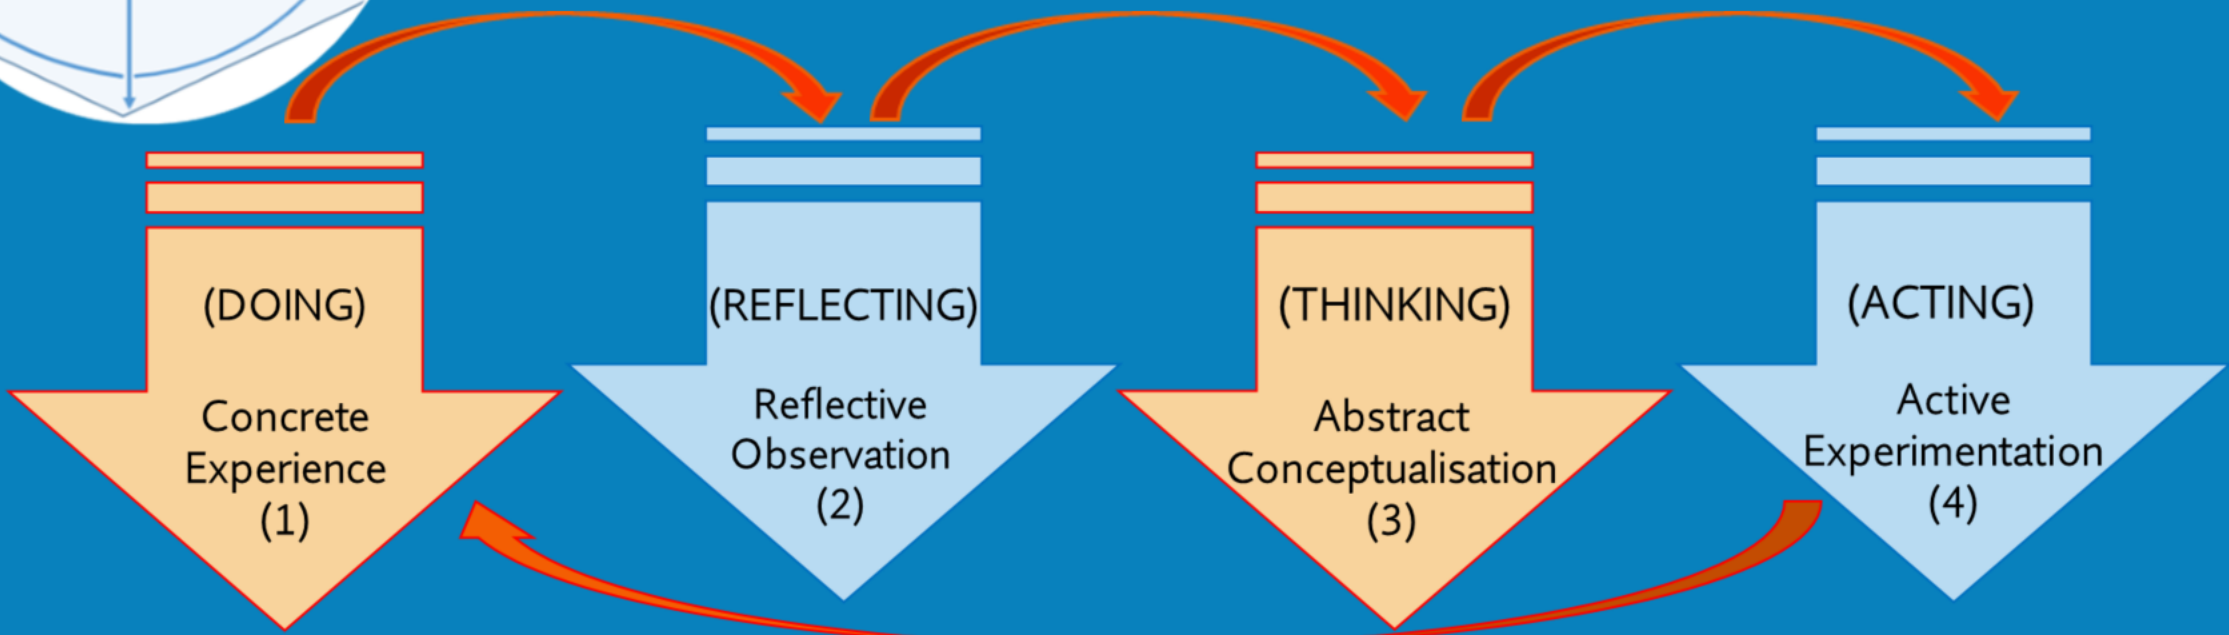 (DOING)
Concrete
Experience
(1)
(REFLECTING)
Reflective
Observation
(2)
(THINKING)
Abstract
Conceptualisation
(3)
(ACTING)
Active
Experimentation
(4)